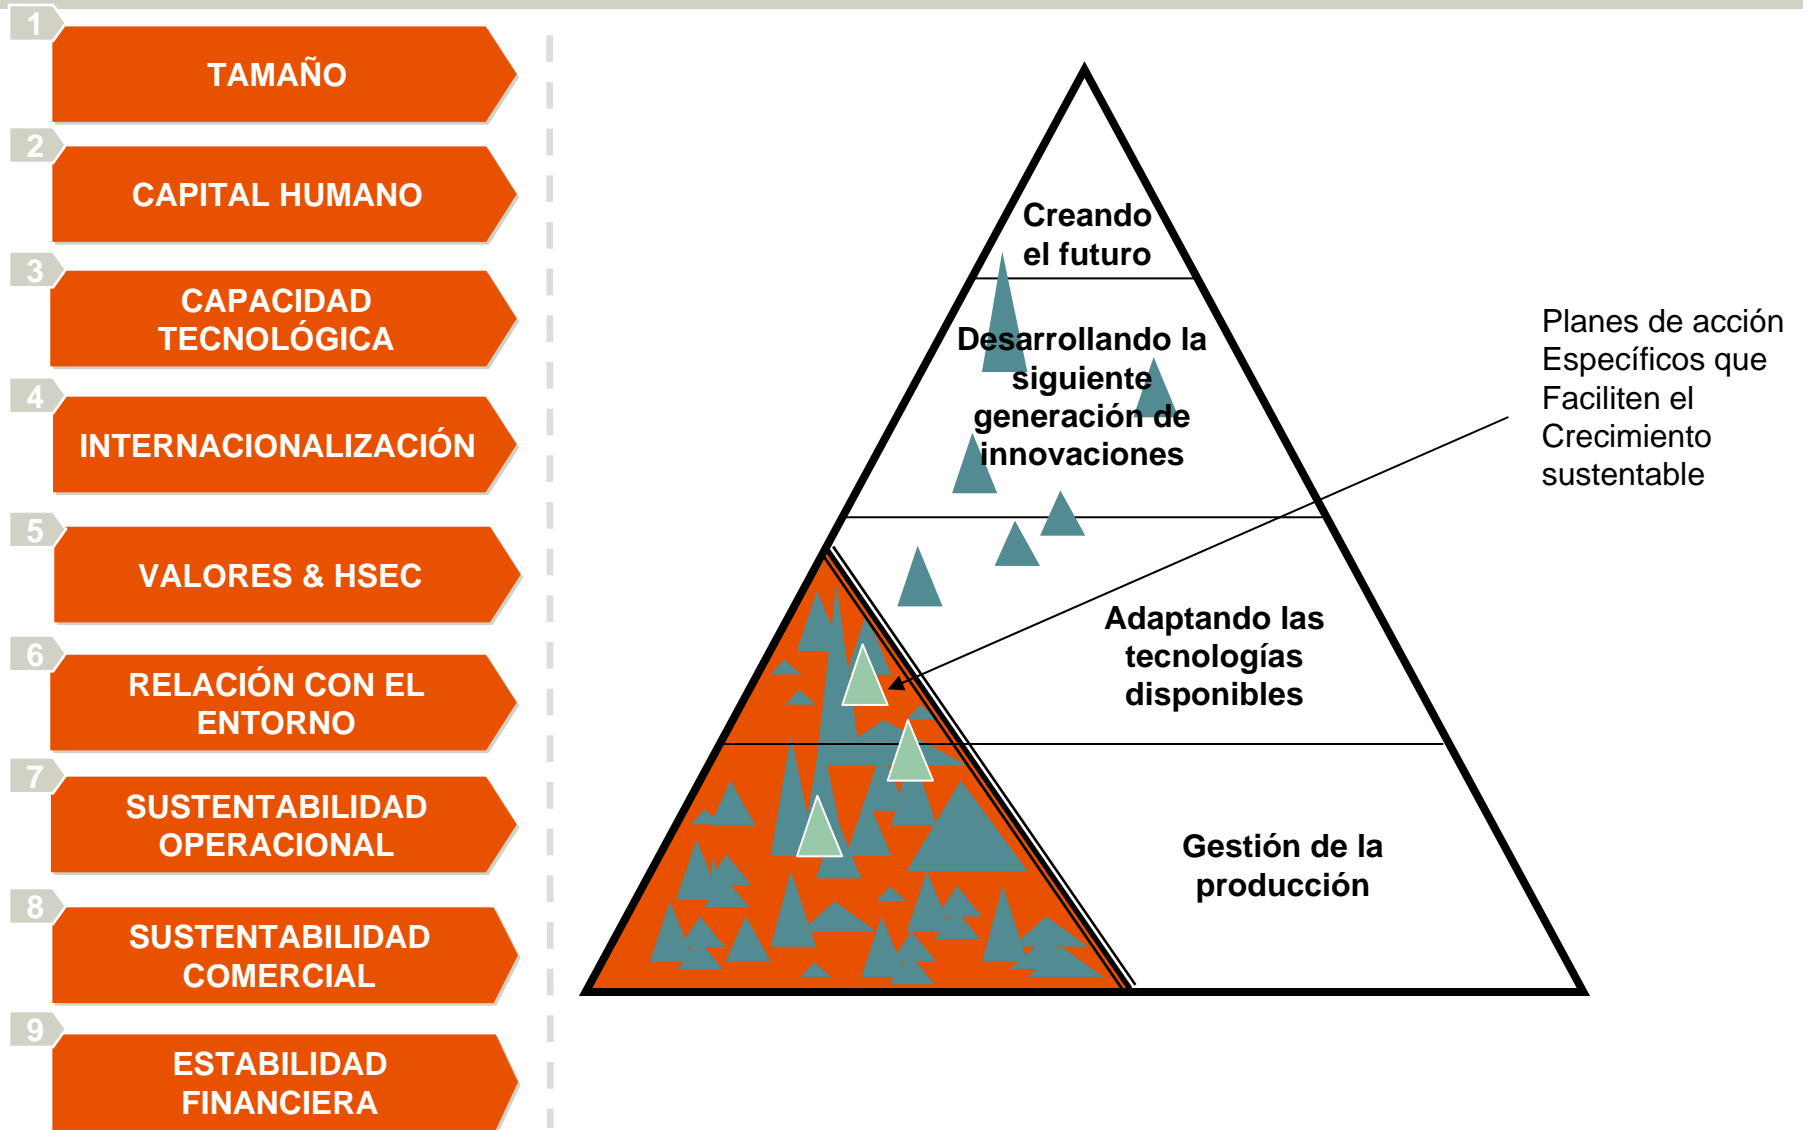 1
TAMAÑO
2
CAPITAL HUMANO
3
CAPACIDAD
TECNOLÓGICA
4
INTERNACIONALIZACIÓN
5
VALORES & HSEC
6
RELACIÓN CON EL
ENTORNO
7
SUSTENTABILIDAD
OPERACIONAL
8
SUSTENTABILIDAD
COMERCIAL
9
ESTABILIDAD
FINANCIERA
Creando
el futuro
Desarrollando la
siguiente
generación de
innovaciones
Adaptando las
tecnologías
disponibles
Gestión de la
producción
Planes de acción
Específicos que
Faciliten el
Crecimiento
sustentable